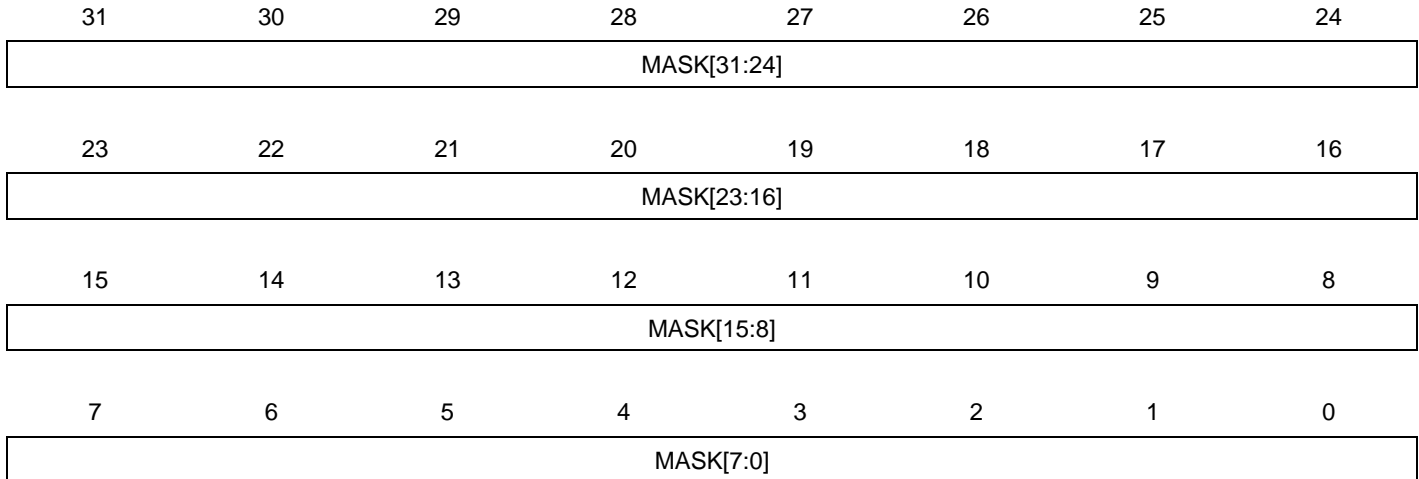 31 30 29 28 27 26 25 24
MASK[31:24]
23 22 21 20 19 18 17 16
MASK[23:16]
15 14 13 12 11 10 9 8
MASK[15:8]
7 6 5 4 3 2 1 0
MASK[7:0]